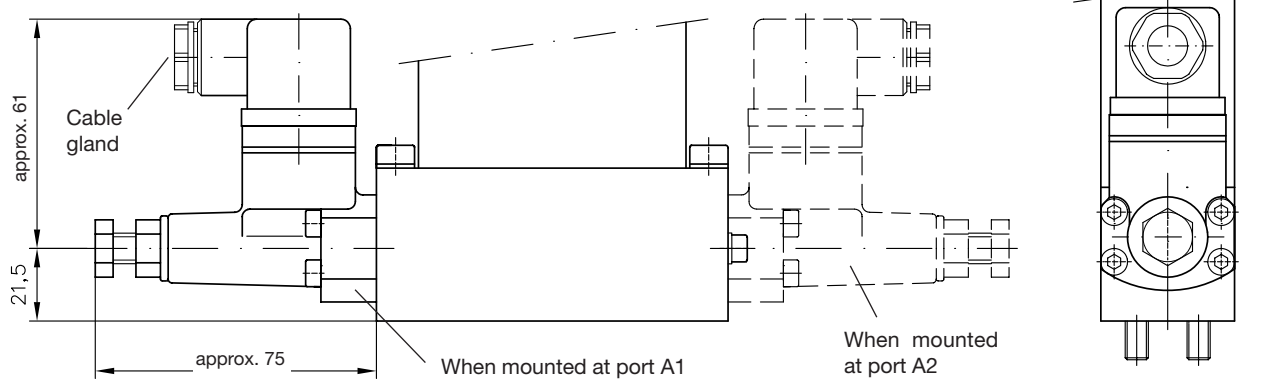 approx. 61
Cable
gland
21,5
approx. 75
When mounted at port A1
When mounted
at port A2